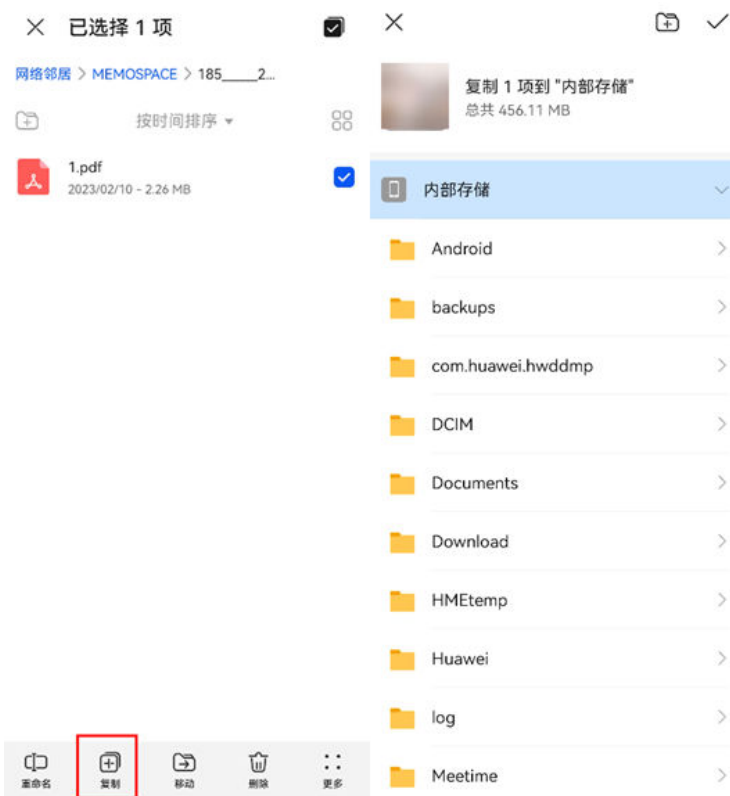 已选择 1 项
网络邻居 > MEMOSPACE > 185____2...
按时间排序
1.pdf
2023/02/10 - 2.26 MB
重命名
复制
移动
删除
更多
复制 1 项到 "内部存储"
总共 456.11 MB
内部存储
Android
backups
com.huawei.hwddmp
DCIM
Documents
Download
HMEtemp
Huawei
log
Meetime